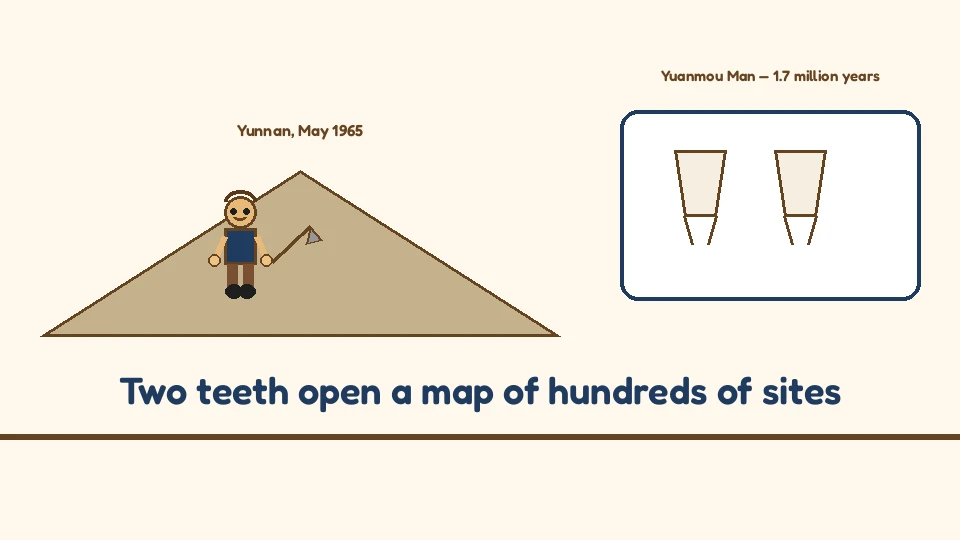 Yunnan, May 1965
Yuanmou Man – 1.7 million years
Two teeth open a map of hundreds of sites